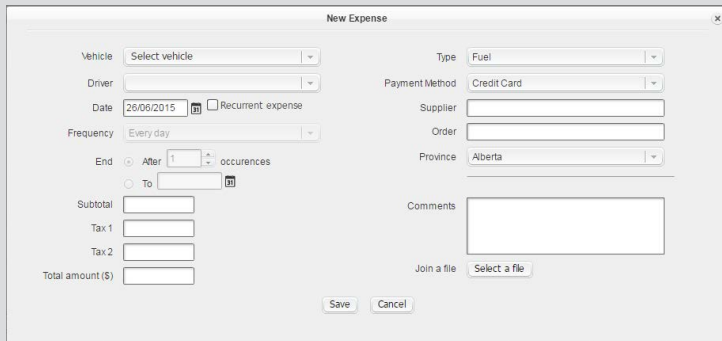 New Expense
Vehicle Select vehicle
Driver
Date 26/06/2015 31 Recurrent expense
Frequency Every day
End After 1 occurences
To 31
Subtotal
Tax 1
Tax 2
Total amount ($)
Type Fuel
Payment Method Credit Card
Supplier
Order
Province Alberta
Comments
Join a file Select a file
Save Cancel